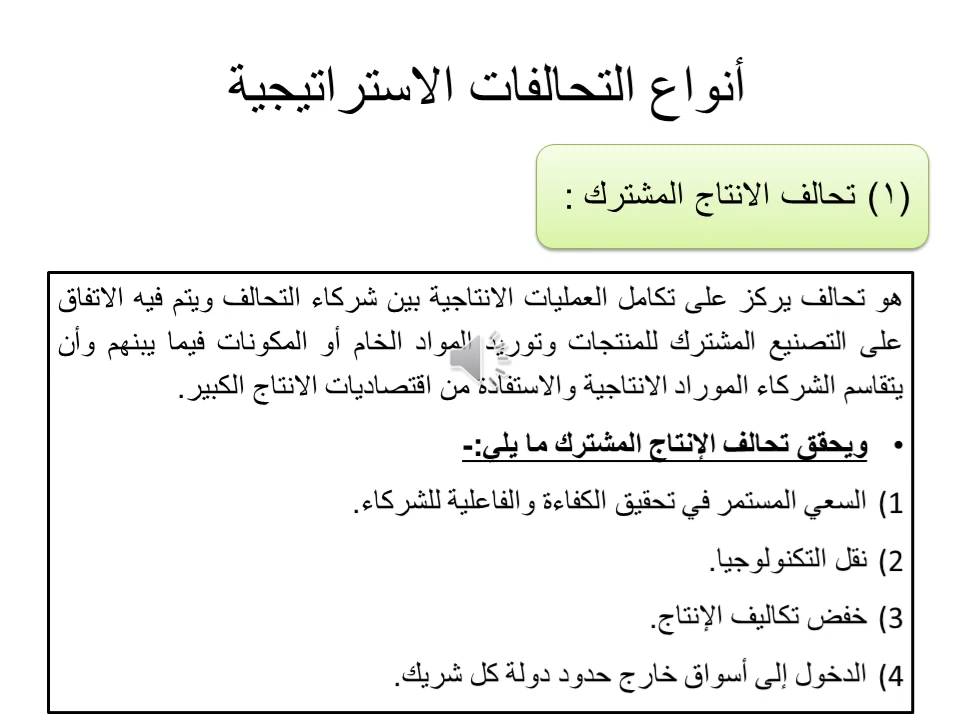 أنواع التحالفات الاستراتيجية
(١) تحالف الانتاج المشترك :
هو تحالف يركز على تكامل العمليات الانتاجية بين شركاء التحالف ويتم فيه الاتفاق
على التصنيع المشترك للمنتجات وتوريد المواد الخام أو المكونات فيما يبنهم وأن
يتقاسم الشركاء الموراد الانتاجية والاستفادة من اقتصاديات الانتاج الكبير.
• ويحقق تحالف الإنتاج المشترك ما يلي:-
1) السعي المستمر في تحقيق الكفاءة والفاعلية للشركاء.
2) نقل التكنولوجيا.
3) خفض تكاليف الإنتاج.
4) الدخول إلى أسواق خارج حدود دولة كل شريك.